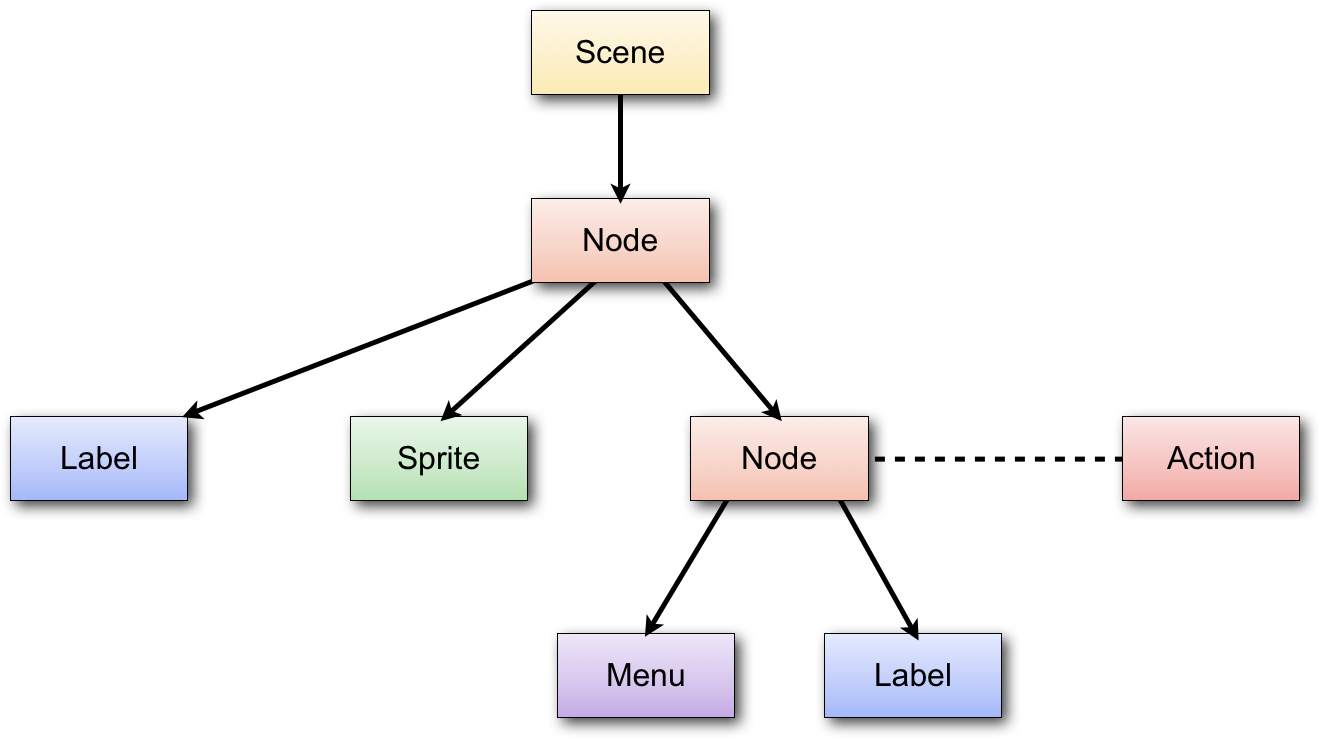 Scene
Node
Label
Sprite
Node
Action
Menu
Label